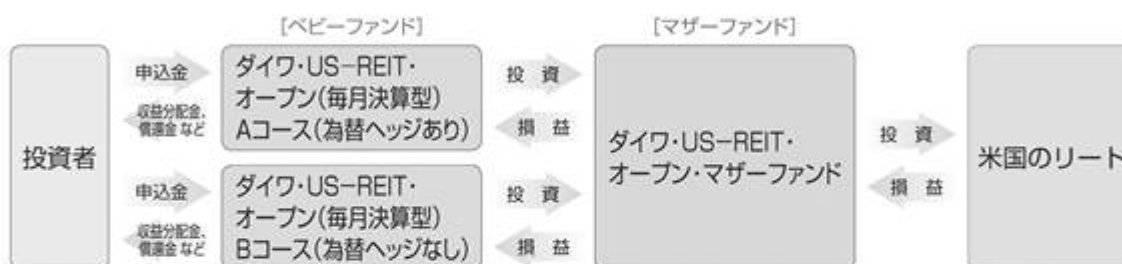 [ベビーファンド]
[マザーファンド]
投資者
申込金
収益分配金、
償還金 など
ダイワ・US-REIT・
オープン(毎月決算型)
Aコース(為替ヘッジあり)
投 資
損 益
申込金
収益分配金、
償還金 など
ダイワ・US-REIT・
オープン(毎月決算型)
Bコース(為替ヘッジなし)
投 資
損 益
ダイワ・US-REIT・
オープン・マザーファンド
投 資
損 益
米国のリート